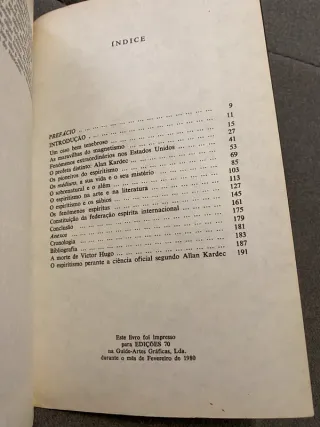 ÍNDICE
PREFÁCIO ... 9
INTRODUÇÃO ... 11
Um caso bem tenebroso ... 15
As maravilhas do magnetismo ... 27
Fenómenos extraordinários nos Estados Unidos ... 41
O profeta distinto: Allan Kardec ... 53
Os pioneiros do espiritismo ... 69
Os médiuns, a sua vida e o seu mistério ... 85
O sobrenatural e o além ... 103
O espiritismo na arte e na literatura ... 113
O espiritismo e os sábios ... 127
Os fenómenos espíritas ... 145
Constituição da federação espírita internacional ... 161
Conclusão ... 175
Anexos ... 179
Cronologia ... 181
Bibliografia ... 183
A morte de Victor Hugo ... 187
O espiritismo perante a ciência oficial segundo Allan Kardec 191
Este livro foi impresso
para EDIÇÕES 70
na Guide-Artes Gráficas, Lda.
durante o mês de Fevereiro de 1980